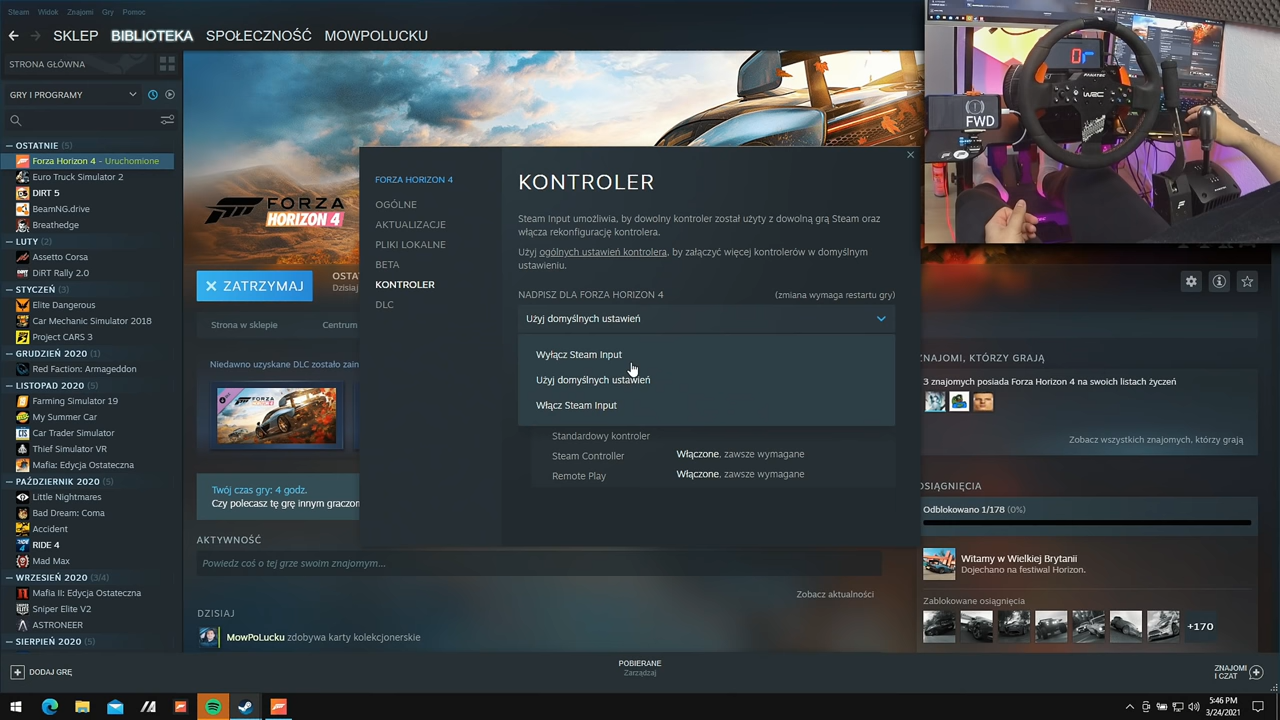 Steam Widok Znajomi Gry Pomoc
SKLEP BIBLIOTEKA SPOŁECZNOŚĆ MOWPOLUCKU
STRONA GŁÓWNA
GRY I PROGRAMY
OSTATNIE (5)
Forza Horizon 4 - Uruchomione
Euro Truck Simulator 2
DIRT 5
BeamNG.drive
Breathedge
LUTY (2)
Assetto Corsa
DiRT Rally 2.0
STYCZEŃ (3)
Elite Dangerous
Car Mechanic Simulator 2018
Project CARS 3
GRUDZIEŃ 2020 (1)
Red Faction: Armageddon
LISTOPAD 2020 (5)
Farming Simulator 19
My Summer Car
Car Trader Simulator
Thief Simulator VR
Mafia: Edycja Ostateczna
PAŹDZIERNIK 2020 (5)
Little Nightmares
Bad Dream: Coma
Accident
RIDE 4
Mad Max
WRZESIEŃ 2020 (3/4)
Mafia II: Edycja Ostateczna
Sniper Elite V2
ASTRONEER
SIERPIEŃ 2020 (5)
DODAJ GRĘ
FORZA
HORIZON 4
ZATRZYMAJ
OSTA
Dzisiaj
Strona w sklepie Centrum
Niedawno uzyskane DLC zostało zain
FORZA
HORIZON 4
Twój czas gry: 4 godz.
Czy polecasz tę grę innym graczom
AKTYWNOŚĆ
Powiedz coś o tej grze swoim znajomym...
Zobacz aktualności
DZISIAJ
MowPoLucku zdobywa karty kolekcjonerskie
FORZA HORIZON 4
OGÓLNE
AKTUALIZACJE
PLIKI LOKALNE
BETA
KONTROLER
DLC
KONTROLER
Steam Input umożliwia, by dowolny kontroler został użyty z dowolną grą Steam oraz
włącza rekonfigurację kontrolera.
Użyj ogólnych ustawień kontrolera, by załączyć więcej kontrolerów w domyślnym
ustawieniu.
NADPISZ DLA FORZA HORIZON 4 (zmiana wymaga restartu gry)
Użyj domyślnych ustawień
Wyłącz Steam Input
Użyj domyślnych ustawień
Włącz Steam Input
Standardowy kontroler
Steam Controller Włączone, zawsze wymagane
Remote Play Włączone, zawsze wymagane
FANATEC
WRC
FWD
ZNAJOMI, KTÓRZY GRAJĄ
3 znajomych posiada Forza Horizon 4 na swoich listach życzeń
Zobacz wszystkich znajomych, którzy grają
OSIĄGNIĘCIA
Odblokowano 1/178 (0%)
Witamy w Wielkiej Brytanii
Dojechano na festiwal Horizon.
Zablokowane osiągnięcia
+170
POBIERANE
Zarządzaj
ZNAJOMI
I CZAT
5:46 PM
3/24/2021